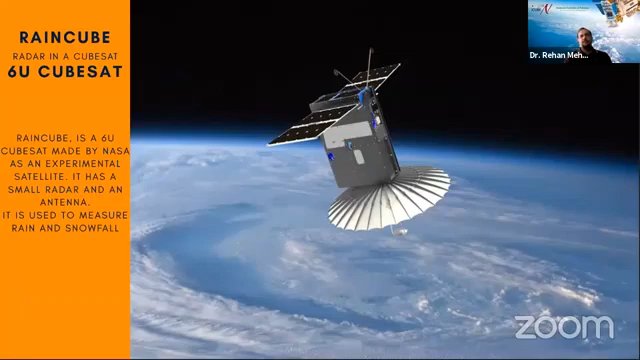 RAINCUBE
RADAR IN A CUBESAT
6U CUBESAT
RAINCUBE, IS A 6U
CUBESAT MADE BY NASA
AS AN EXPERIMENTAL
SATELLITE. IT HAS A
SMALL RADAR AND AN
ANTENNA.
IT IS USED TO MEASURE
RAIN AND SNOWFALL
Dr. Rehan Meh...
zoom